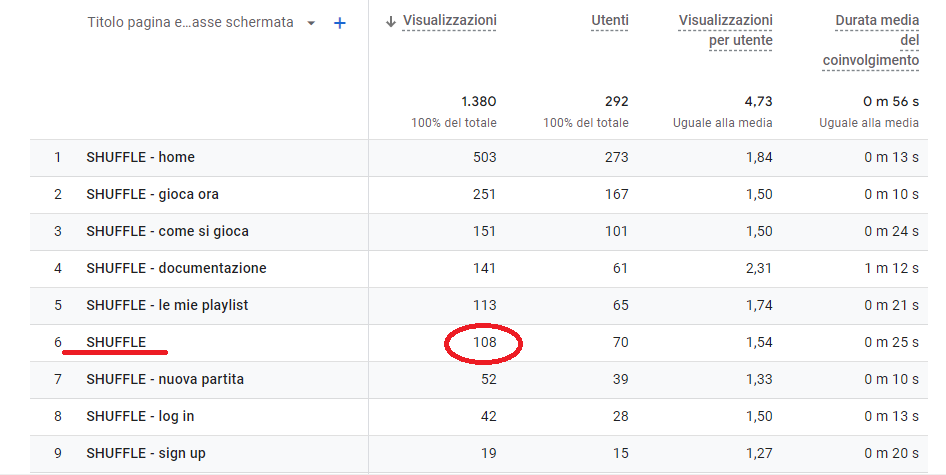 Titolo pagina e...asse schermata Visualizzazioni Utenti Visualizzazioni per utente Durata media del coinvolgimento
1.380 292 4,73 0 m 56 s
100% del totale 100% del totale Uguale alla media Uguale alla media
1 SHUFFLE - home 503 273 1,84 0 m 13 s
2 SHUFFLE - gioca ora 251 167 1,50 0 m 10 s
3 SHUFFLE - come si gioca 151 101 1,50 0 m 24 s
4 SHUFFLE - documentazione 141 61 2,31 1 m 12 s
5 SHUFFLE - le mie playlist 113 65 1,74 0 m 21 s
6 SHUFFLE 108 70 1,54 0 m 25 s
7 SHUFFLE - nuova partita 52 39 1,33 0 m 10 s
8 SHUFFLE - log in 42 28 1,50 0 m 13 s
9 SHUFFLE - sign up 19 15 1,27 0 m 20 s